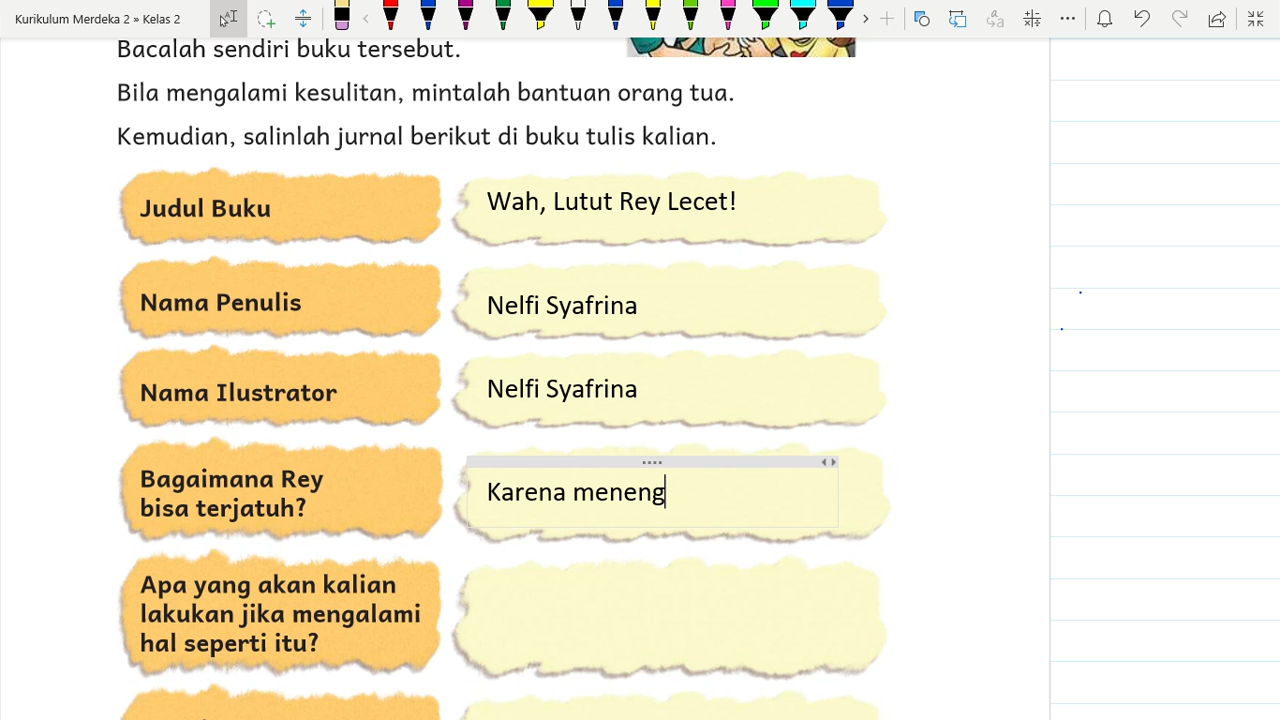 Kurikulum Merdeka 2 » Kelas 2
Bacalah sendiri buku tersebut.
Bila mengalami kesulitan, mintalah bantuan orang tua.
Kemudian, salinlah jurnal berikut di buku tulis kalian.
Judul Buku
Wah, Lutut Rey Lecet!
Nama Penulis
Nelfi Syafrina
Nama Ilustrator
Nelfi Syafrina
Bagaimana Rey
bisa terjatuh?
Karena meneng
Apa yang akan kalian
lakukan jika mengalami
hal seperti itu?